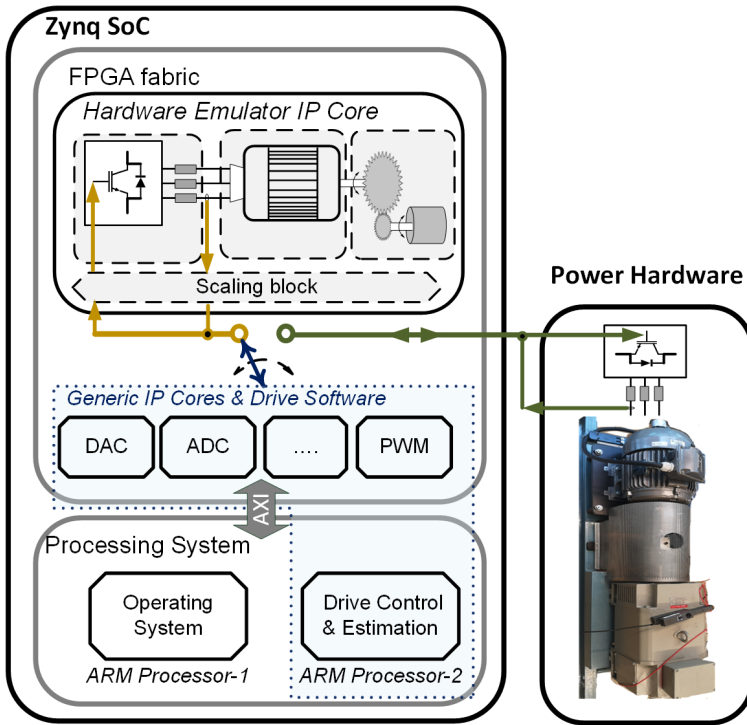 Zynq SoC
FPGA fabric
Hardware Emulator IP Core
Scaling block
Power Hardware
Generic IP Cores & Drive Software
DAC
ADC
....
PWM
AXI
Processing System
Operating
System
Drive Control
& Estimation
ARM Processor-1
ARM Processor-2